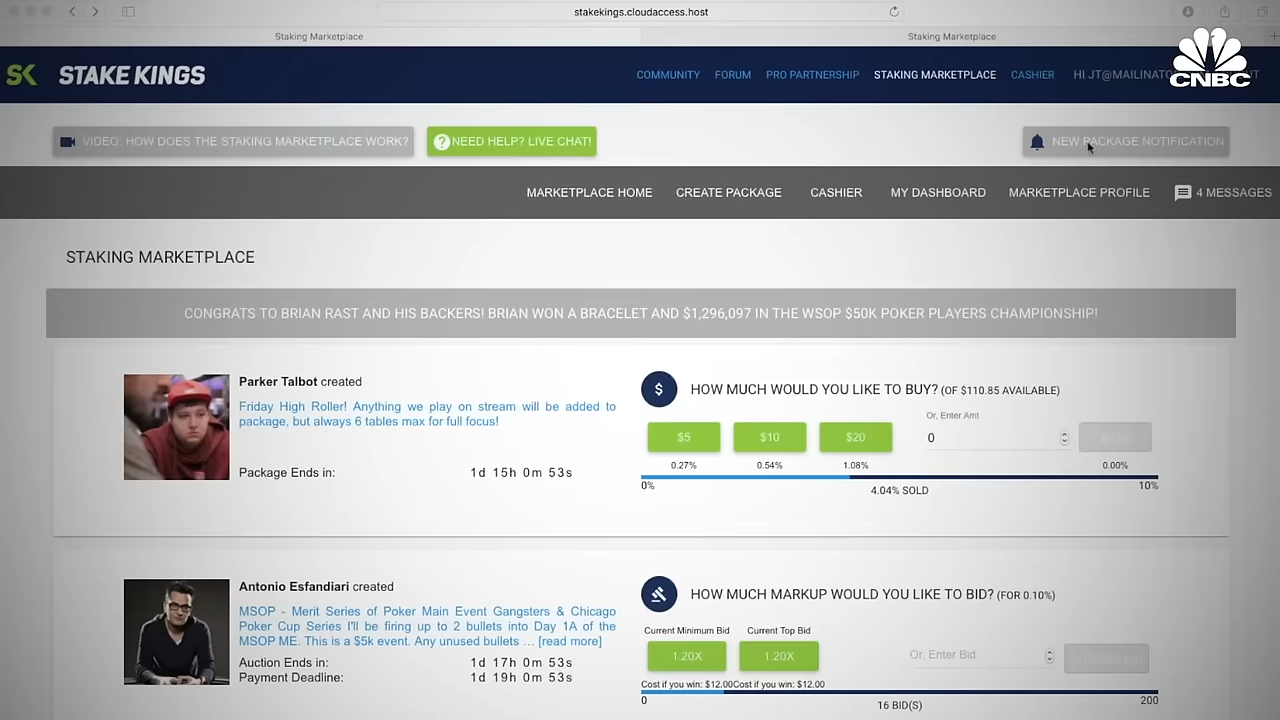 stakekings.cloudaccess.host
Staking Marketplace
Staking Marketplace
SK STAKE KINGS
COMMUNITY FORUM PRO PARTNERSHIP STAKING MARKETPLACE CASHIER HI JT@MAILINATO
CNBC
VIDEO: HOW DOES THE STAKING MARKETPLACE WORK?
?NEED HELP? LIVE CHAT!
NEW PACKAGE NOTIFICATION
MARKETPLACE HOME CREATE PACKAGE CASHIER MY DASHBOARD MARKETPLACE PROFILE 4 MESSAGES
STAKING MARKETPLACE
CONGRATS TO BRIAN RAST AND HIS BACKERS! BRIAN WON A BRACELET AND $1,296,097 IN THE WSOP $50K POKER PLAYERS CHAMPIONSHIP!
Parker Talbot created
Friday High Roller! Anything we play on stream will be added to
package, but always 6 tables max for full focus!
Package Ends in: 1d 15h 0m 53s
$ HOW MUCH WOULD YOU LIKE TO BUY? (OF $110.85 AVAILABLE)
Or, Enter Amt
$5 $10 $20 0
0.27% 0.54% 1.08% 0.00%
0% 10%
4.04% SOLD
Antonio Esfandiari created
MSOP - Merit Series of Poker Main Event Gangsters & Chicago
Poker Cup Series I'll be firing up to 2 bullets into Day 1A of the
MSOP ME. This is a $5k event. Any unused bullets ... [read more]
Auction Ends in: 1d 17h 0m 53s
Payment Deadline: 1d 19h 0m 53s
HOW MUCH MARKUP WOULD YOU LIKE TO BID? (FOR 0.10%)
Current Minimum Bid Current Top Bid
1.20X 1.20X Or, Enter Bid
Cost if you win: $12.00Cost if you win: $12.00
0 200
16 BID(S)